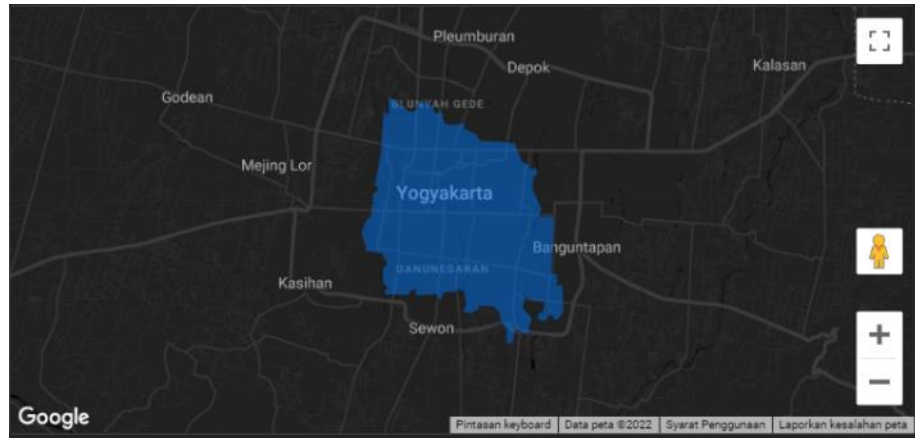 Pleumburan
Depok
Kalasan
Godean
BLUNYAH GEDE
Mejing Lor
Yogyakarta
Banguntapan
DANUNEGARAN
Kasihan
Sewon
Google
Pintasan keyboard
Data peta ©2022
Syarat Penggunaan
Laporkan kesalahan peta